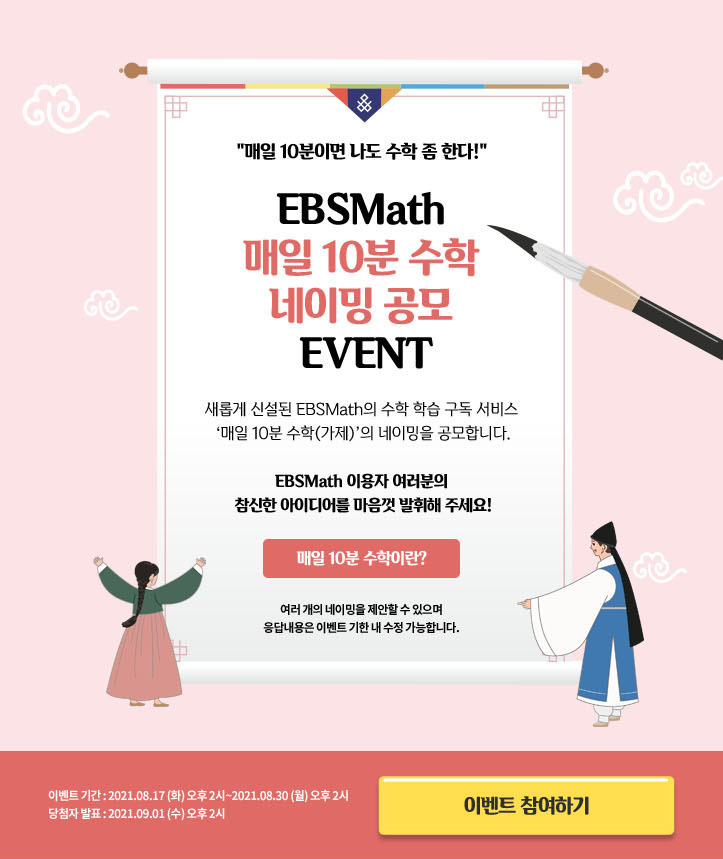 "매일 10분이면 나도 수학 좀 한다!"
EBSMath
매일 10분 수학
네이밍 공모
EVENT
새롭게 신설된 EBSMath의 수학 학습 구독 서비스
‘매일 10분 수학(가제)’의 네이밍을 공모합니다.
EBSMath 이용자 여러분의
참신한 아이디어를 마음껏 발휘해 주세요!
매일 10분 수학이란?
여러 개의 네이밍을 제안할 수 있으며
응답내용은 이벤트 기한 내 수정 가능합니다.
이벤트 기간 : 2021.08.17 (화) 오후 2시~2021.08.30 (월) 오후 2시
당첨자 발표 : 2021.09.01 (수) 오후 2시
이벤트 참여하기